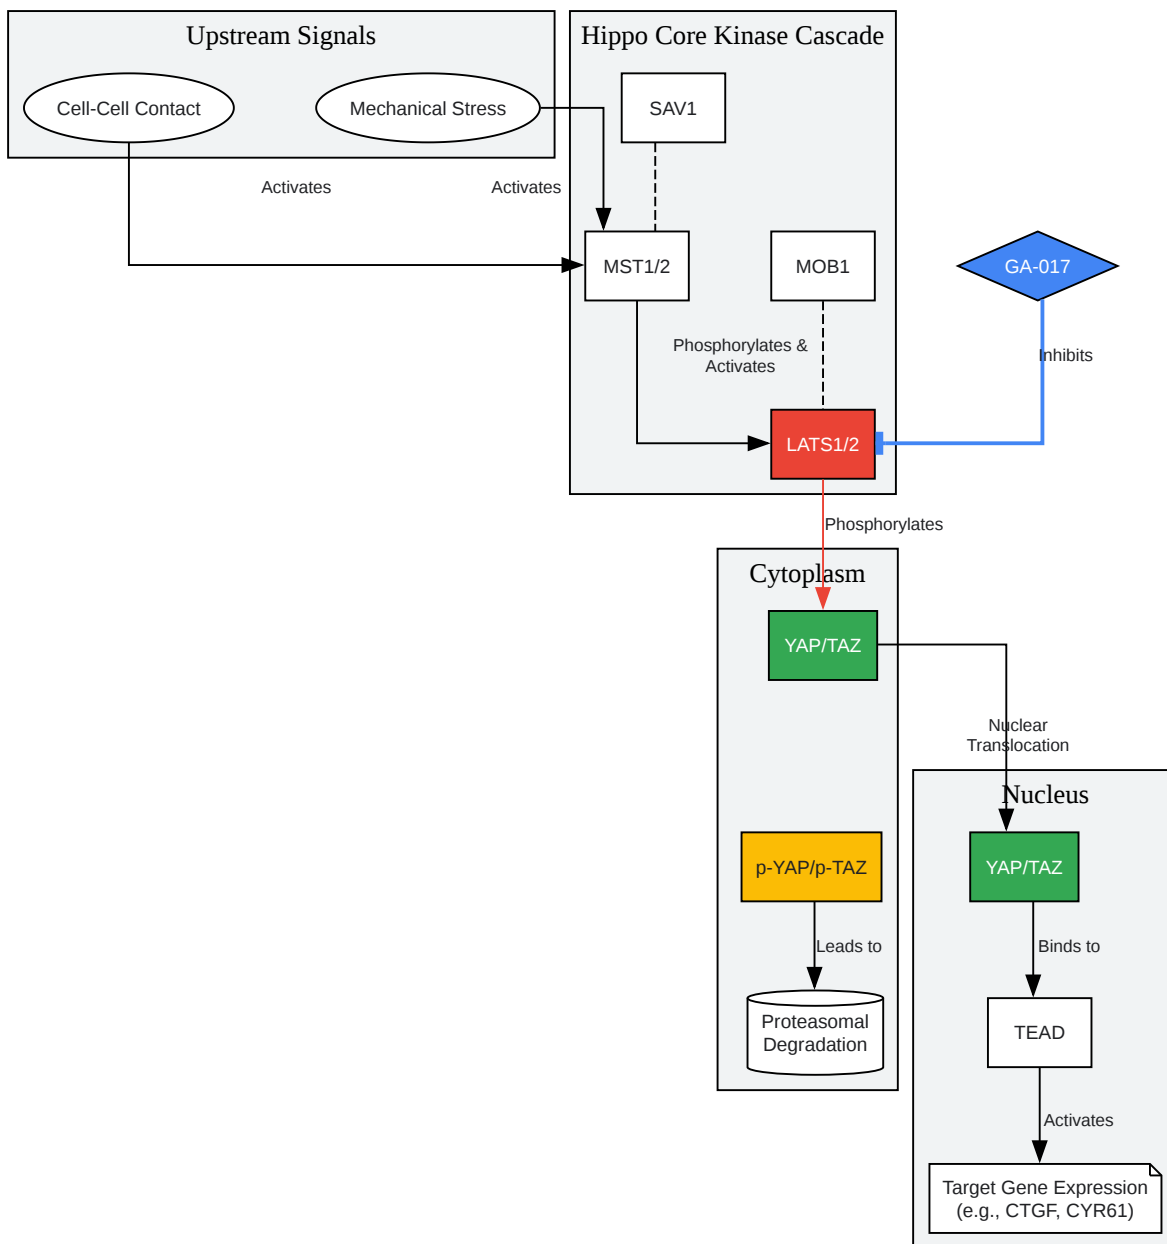 Upstream Signals
Hippo Core Kinase Cascade
Cell-Cell Contact
Mechanical Stress
SAV1
Activates
Activates
MST1/2
MOB1
GA-017
Phosphorylates &
Activates
Inhibits
LATS1/2
Phosphorylates
Cytoplasm
YAP/TAZ
Nuclear
Translocation
Nucleus
p-YAP/p-TAZ
YAP/TAZ
Leads to
Binds to
Proteasomal
Degradation
TEAD
Activates
Target Gene Expression
(e.g., CTGF, CYR61)